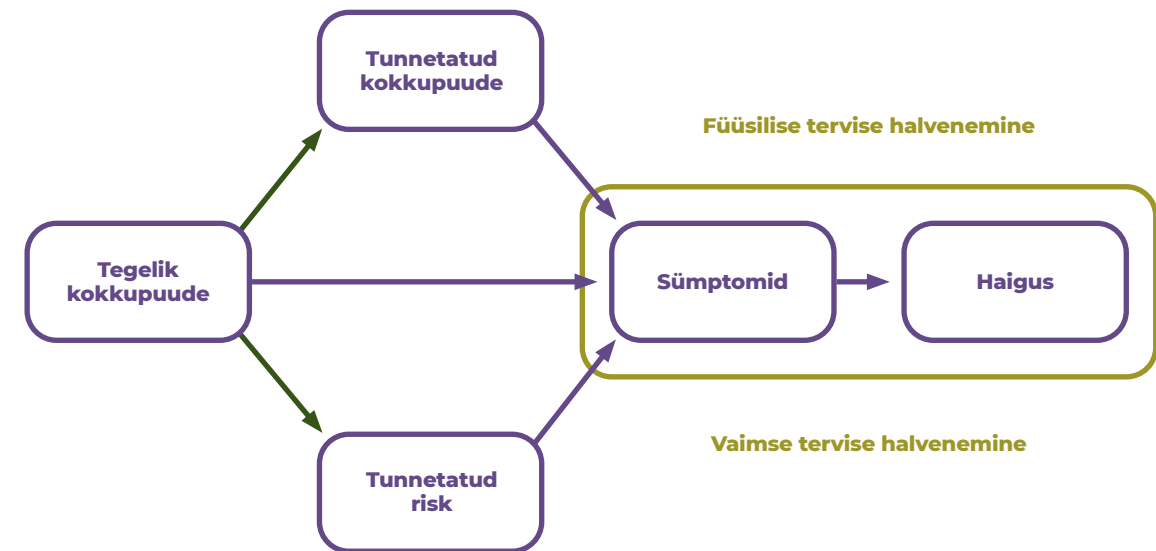 Tunnetatud
kokkupuude
Füüsilise tervise halvenemine
Tegelik
kokkupuude
Sümptomid
Haigus
Vaimse tervise halvenemine
Tunnetatud
risk